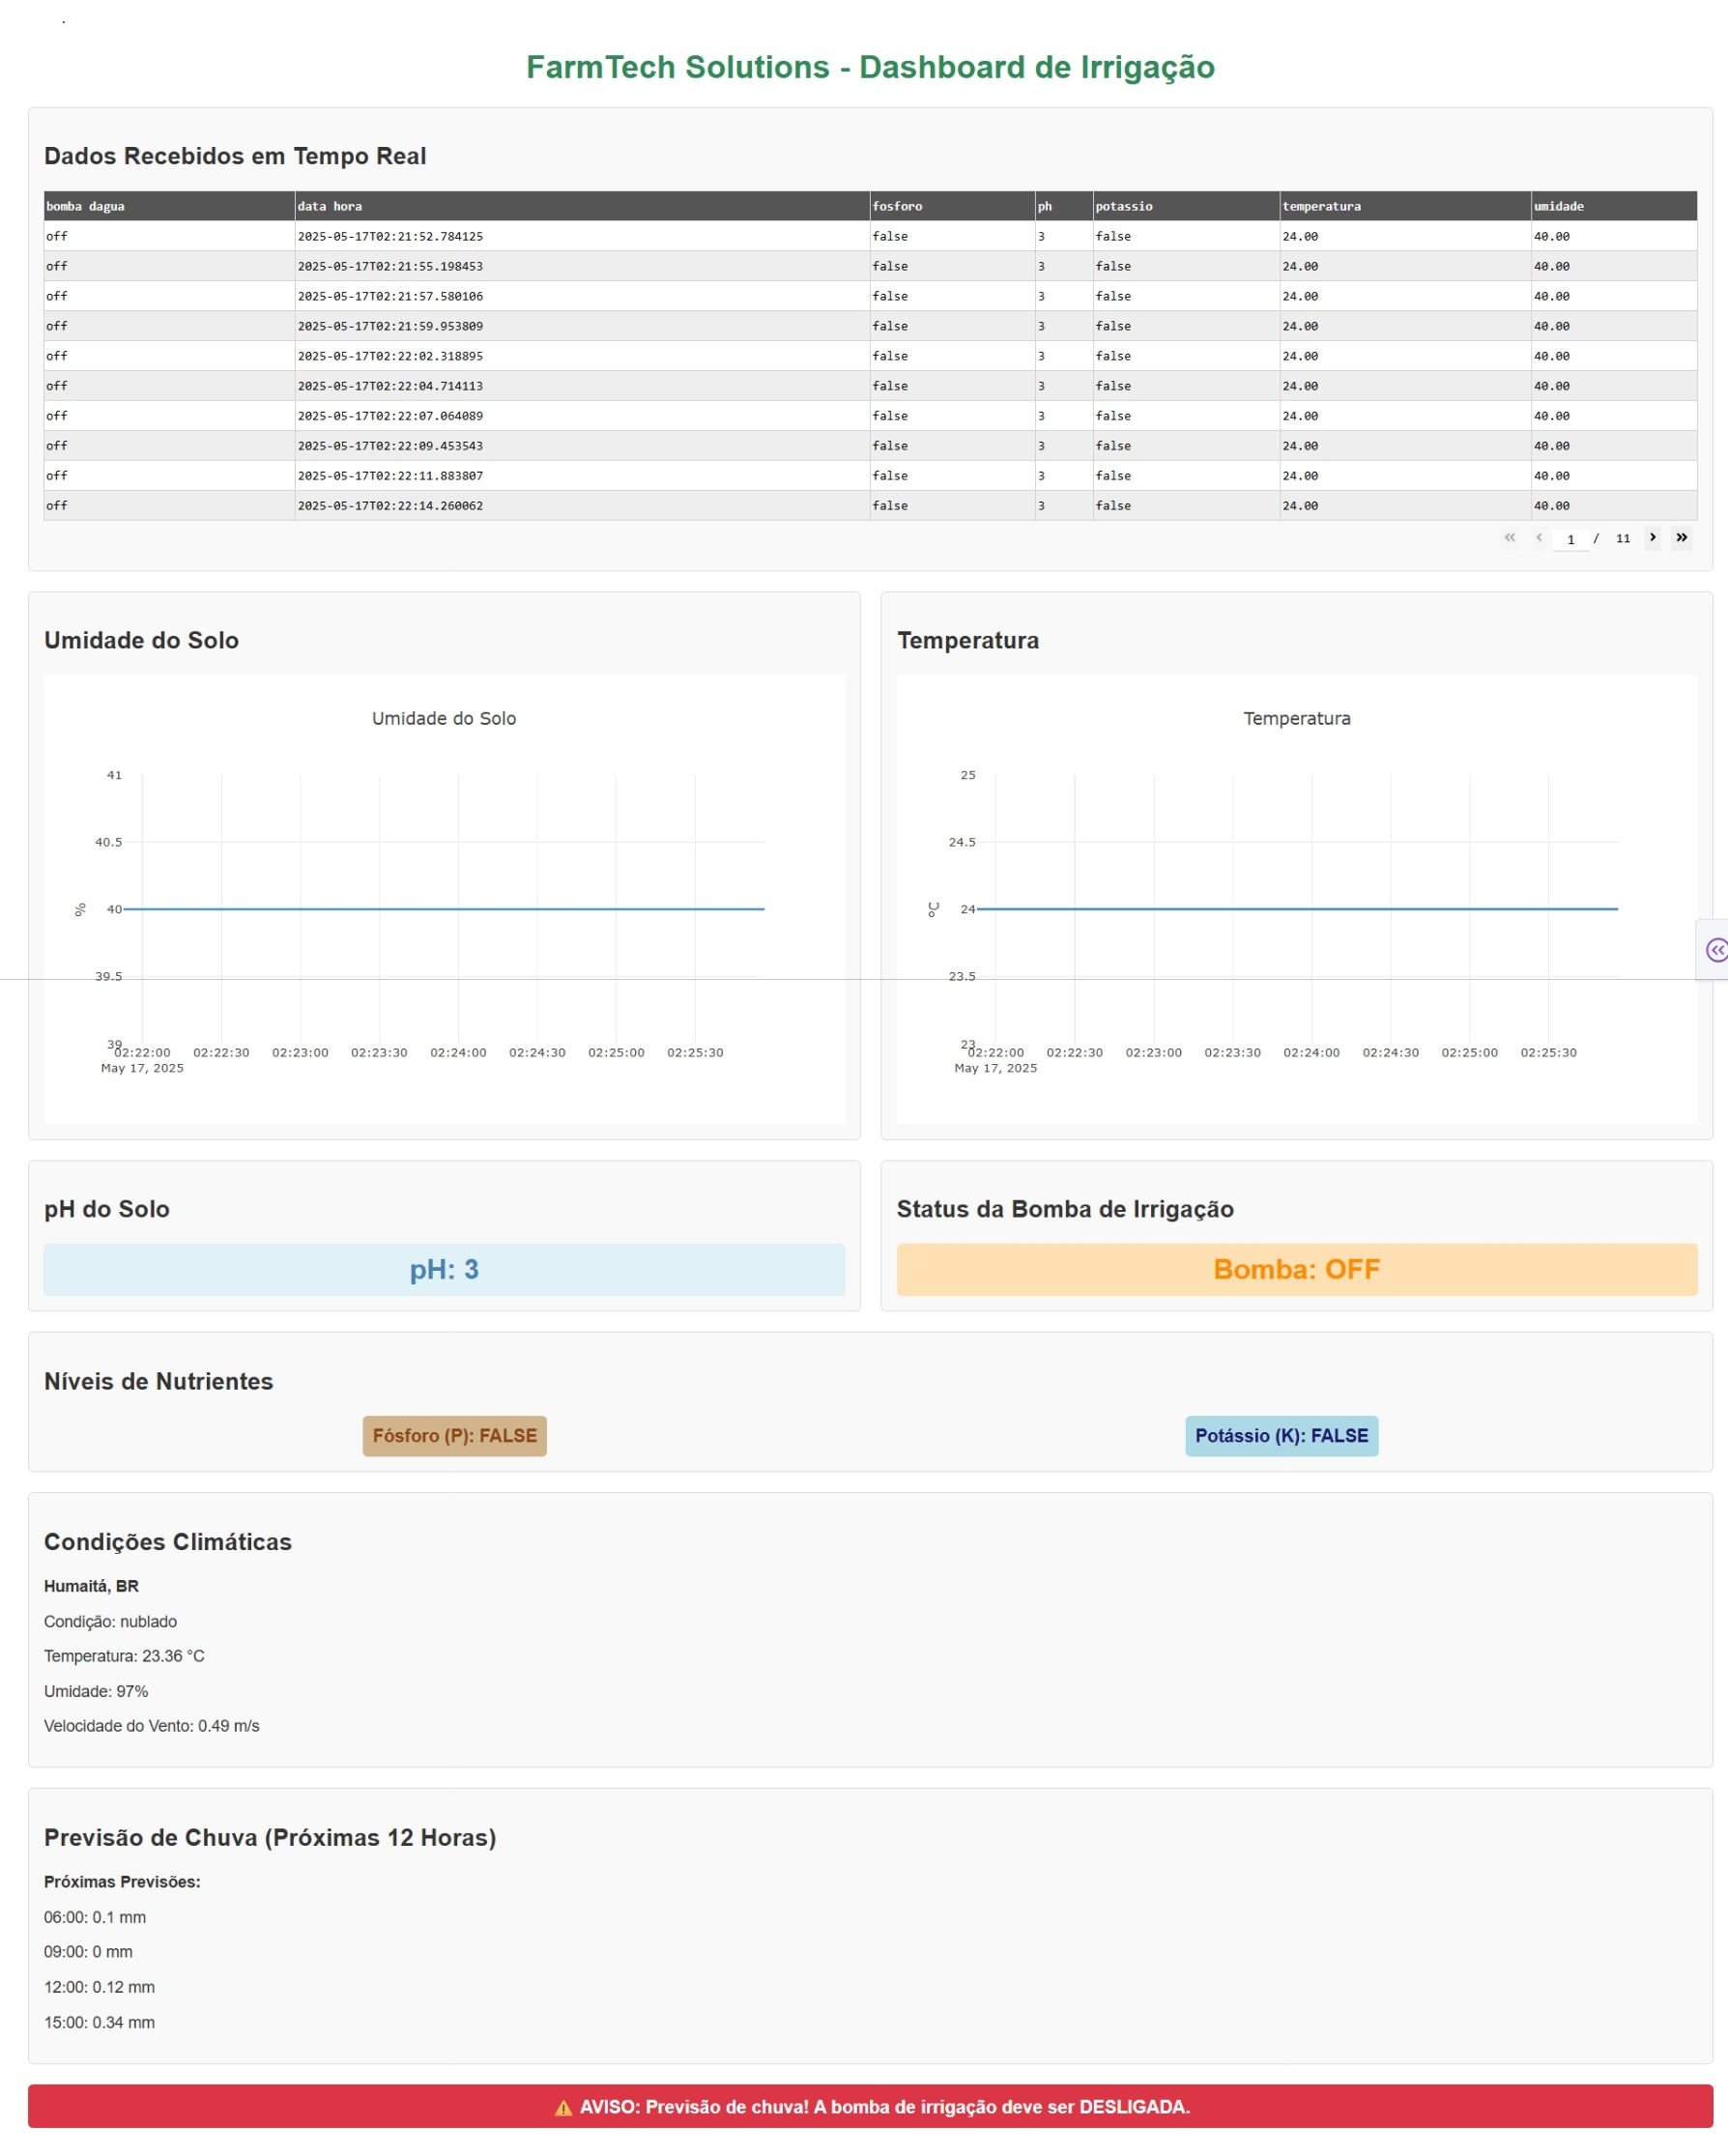 FarmTech Solutions - Dashboard de Irrigação
Dados Recebidos em Tempo Real
bomba dagua data hora fosforo ph potassio temperatura umidade
off 2025-05-17T02:21:52.784125 false 3 false 24.00 40.00
off 2025-05-17T02:21:55.198453 false 3 false 24.00 40.00
off 2025-05-17T02:21:57.580106 false 3 false 24.00 40.00
off 2025-05-17T02:21:59.953809 false 3 false 24.00 40.00
off 2025-05-17T02:22:02.318895 false 3 false 24.00 40.00
off 2025-05-17T02:22:04.714113 false 3 false 24.00 40.00
off 2025-05-17T02:22:07.064089 false 3 false 24.00 40.00
off 2025-05-17T02:22:09.453543 false 3 false 24.00 40.00
off 2025-05-17T02:22:11.883807 false 3 false 24.00 40.00
off 2025-05-17T02:22:14.260062 false 3 false 24.00 40.00
1 / 11
Umidade do Solo
Umidade do Solo
41
40.5
40
39.5
39
%
02:22:00 02:22:30 02:23:00 02:23:30 02:24:00 02:24:30 02:25:00 02:25:30
May 17, 2025
Temperatura
Temperatura
25
24.5
24
23.5
23
°C
02:22:00 02:22:30 02:23:00 02:23:30 02:24:00 02:24:30 02:25:00 02:25:30
May 17, 2025
pH do Solo
pH: 3
Status da Bomba de Irrigação
Bomba: OFF
Níveis de Nutrientes
Fósforo (P): FALSE
Potássio (K): FALSE
Condições Climáticas
Humaitá, BR
Condição: nublado
Temperatura: 23.36 °C
Umidade: 97%
Velocidade do Vento: 0.49 m/s
Previsão de Chuva (Próximas 12 Horas)
Próximas Previsões:
06:00: 0.1 mm
09:00: 0 mm
12:00: 0.12 mm
15:00: 0.34 mm
⚠️ AVISO: Previsão de chuva! A bomba de irrigação deve ser DESLIGADA.